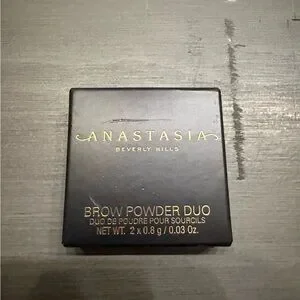 ANASTASIA
BEVERLY HILLS
BROW POWDER DUO
DUO DE POUDRE POUR SOURCILS
NET WT. 2 x 0.8 g / 0.03 Oz.